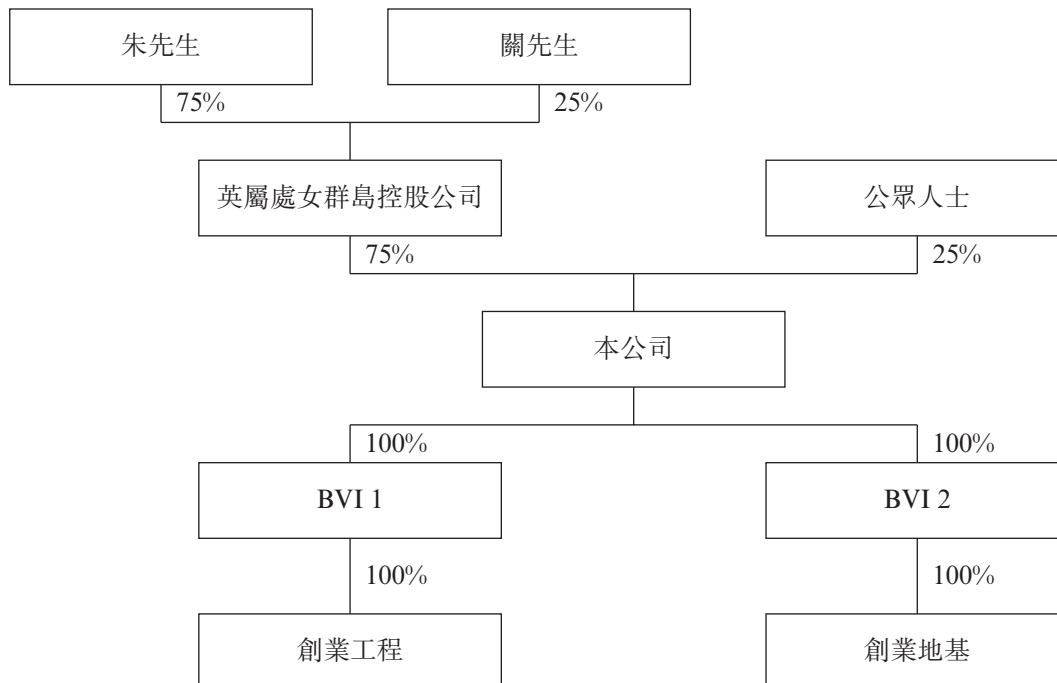 朱先生
關先生
75%
25%
英屬處女群島控股公司
公眾人士
75%
25%
本公司
100%
100%
BVI 1
BVI 2
100%
100%
創業工程
創業地基